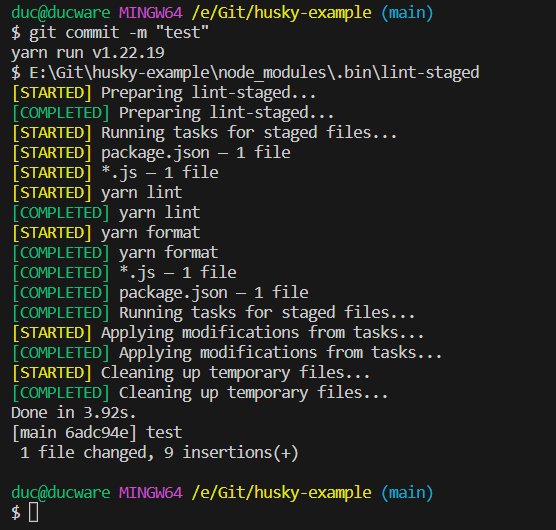 duc@ducware MINGW64 /e/Git/husky-example (main)
$ git commit -m "test"
yarn run v1.22.19
$ E:\Git\husky-example\node_modules\.bin\lint-staged
[STARTED] Preparing lint-staged...
[COMPLETED] Preparing lint-staged...
[STARTED] Running tasks for staged files...
[STARTED] package.json — 1 file
[STARTED] *.js — 1 file
[STARTED] yarn lint
[COMPLETED] yarn lint
[STARTED] yarn format
[COMPLETED] yarn format
[COMPLETED] *.js — 1 file
[COMPLETED] package.json — 1 file
[COMPLETED] Running tasks for staged files...
[STARTED] Applying modifications from tasks...
[COMPLETED] Applying modifications from tasks...
[STARTED] Cleaning up temporary files...
[COMPLETED] Cleaning up temporary files...
Done in 3.92s.
[main 6adc94e] test
 1 file changed, 9 insertions(+)
duc@ducware MINGW64 /e/Git/husky-example (main)
$